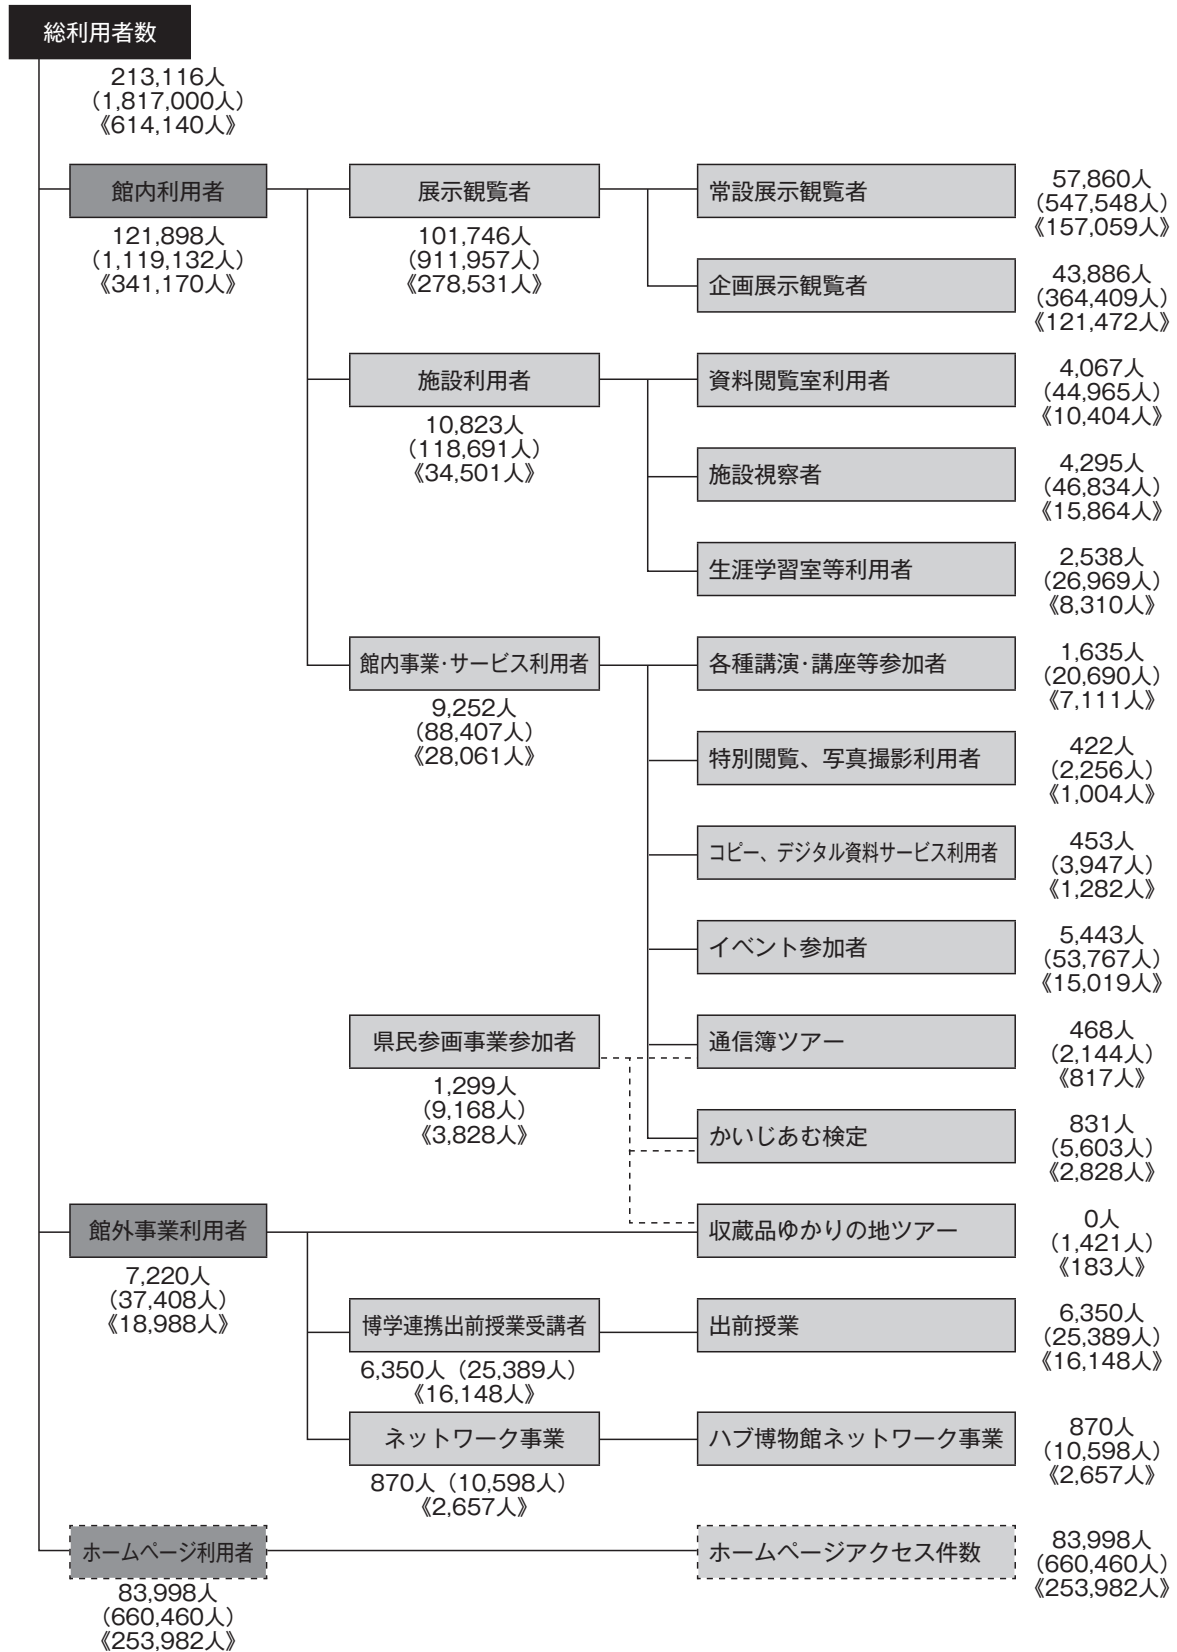 総利用者数
213,116人
(1,817,000人)
《614,140人》
館内利用者
121,898人
(1,119,132人)
《341,170人》
展示観覧者
101,746人
(911,957人)
《278,531人》
常設展示観覧者
57,860人
(547,548人)
《157,059人》
企画展示観覧者
43,886人
(364,409人)
《121,472人》
施設利用者
10,823人
(118,691人)
《34,501人》
資料閲覧室利用者
4,067人
(44,965人)
《10,404人》
施設視察者
4,295人
(46,834人)
《15,864人》
生涯学習室等利用者
2,538人
(26,969人)
《8,310人》
館内事業･サービス利用者
9,252人
(88,407人)
《28,061人》
各種講演･講座等参加者
1,635人
(20,690人)
《7,111人》
特別閲覧、写真撮影利用者
422人
(2,256人)
《1,004人》
コピー、デジタル資料サービス利用者
453人
(3,947人)
《1,282人》
イベント参加者
5,443人
(53,767人)
《15,019人》
県民参画事業参加者
1,299人
(9,168人)
《3,828人》
通信簿ツアー
468人
(2,144人)
《817人》
かいじあむ検定
831人
(5,603人)
《2,828人》
館外事業利用者
7,220人
(37,408人)
《18,988人》
収蔵品ゆかりの地ツアー
0人
(1,421人)
《183人》
博学連携出前授業受講者
6,350人 (25,389人)
《16,148人》
出前授業
6,350人
(25,389人)
《16,148人》
ネットワーク事業
870人 (10,598人)
《2,657人》
ハブ博物館ネットワーク事業
870人
(10,598人)
《2,657人》
ホームページ利用者
83,998人
(660,460人)
《253,982人》
ホームページアクセス件数
83,998人
(660,460人)
《253,982人》